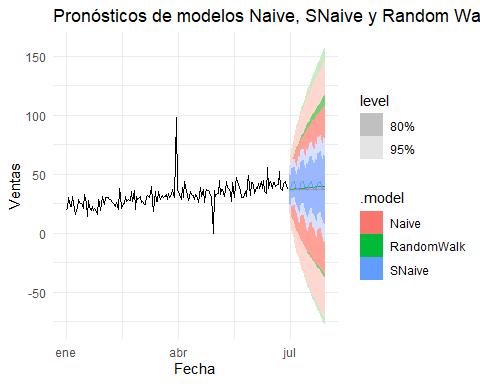 Pronósticos de modelos Naive, SNaive y Random Wa
150
100
50
0
-50
Ventas
ene
abr
jul
Fecha
level
80%
95%
.model
Naive
RandomWalk
SNaive